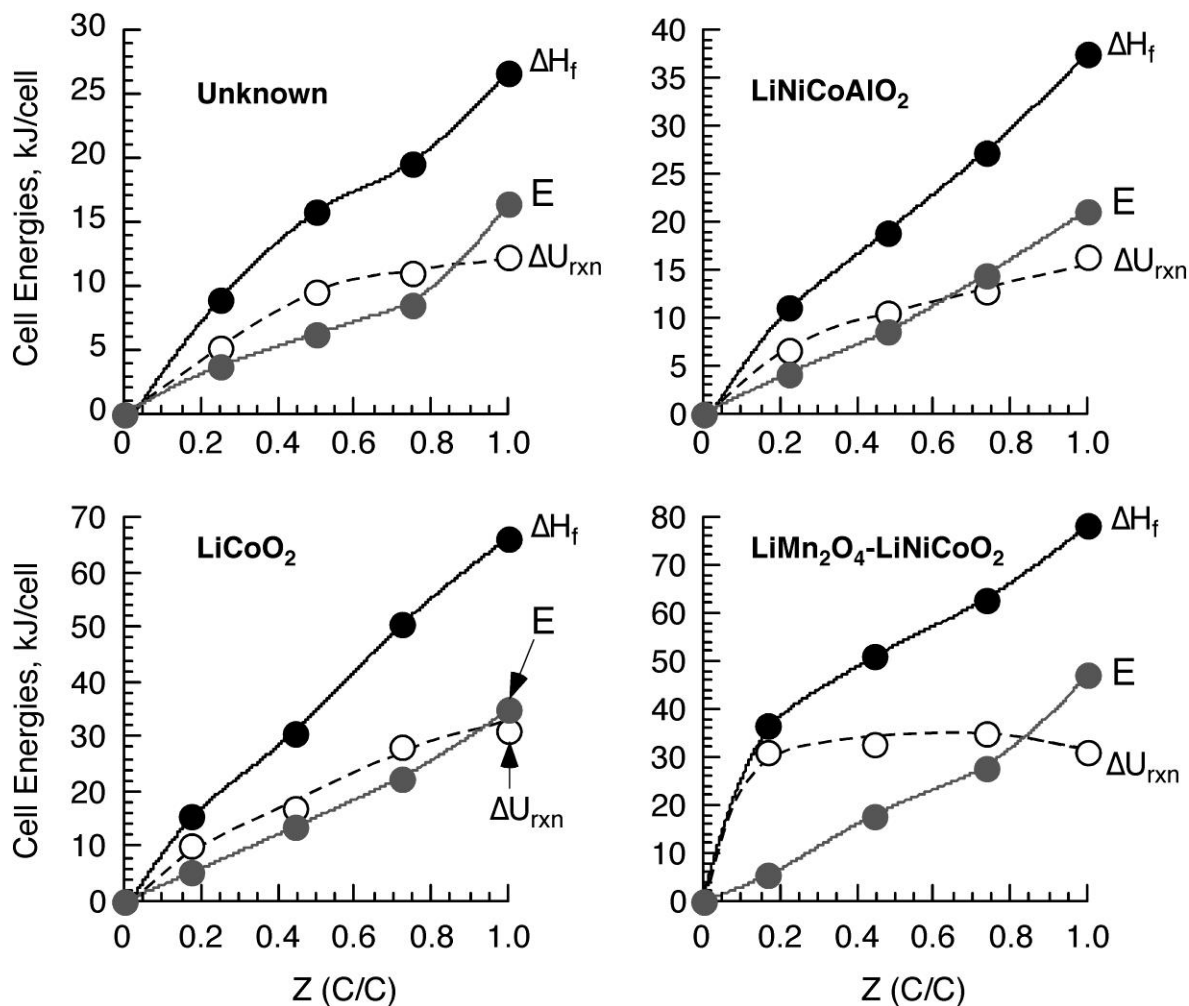 Cell Energies, kJ/cell
30
25
20
15
10
5
0
0
0.2
0.4
0.6
0.8
1.0
Unknown
ΔHf
E
ΔUrxn
40
35
30
25
20
15
10
5
0
0
0.2
0.4
0.6
0.8
1.0
LiNiCoAlO2
ΔHf
E
ΔUrxn
Cell Energies, kJ/cell
70
60
50
40
30
20
10
0
0
0.2
0.4
0.6
0.8
1.0
LiCoO2
ΔHf
E
ΔUrxn
Z (C/C)
80
70
60
50
40
30
20
10
0
0
0.2
0.4
0.6
0.8
1.0
LiMn2O4-LiNiCoO2
ΔHf
E
ΔUrxn
Z (C/C)